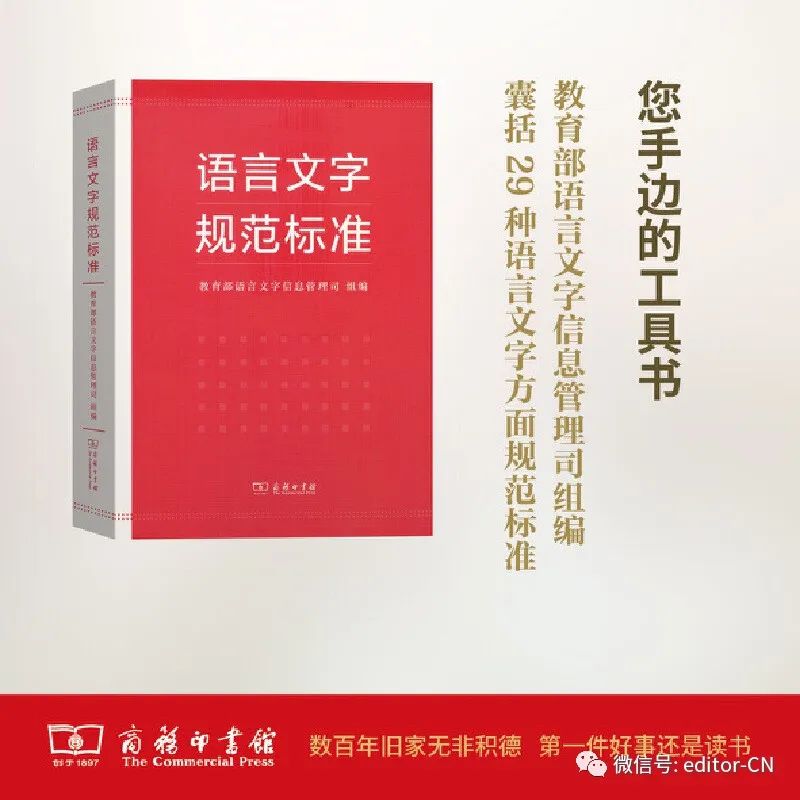 您手边的工具书
教育部语言文字信息管理司组编
囊括 29 种语言文字方面规范标准
语言文字规范标准
教育部语言文字信息管理司 组编
商务印书馆
语言文字
规范标准
教育部语言文字信息管理司 组编
商务印书馆
创于1897
商务印书馆
The Commercial Press
数百年旧家无非积德 第一件好事还是读书
微信号: editor-CN